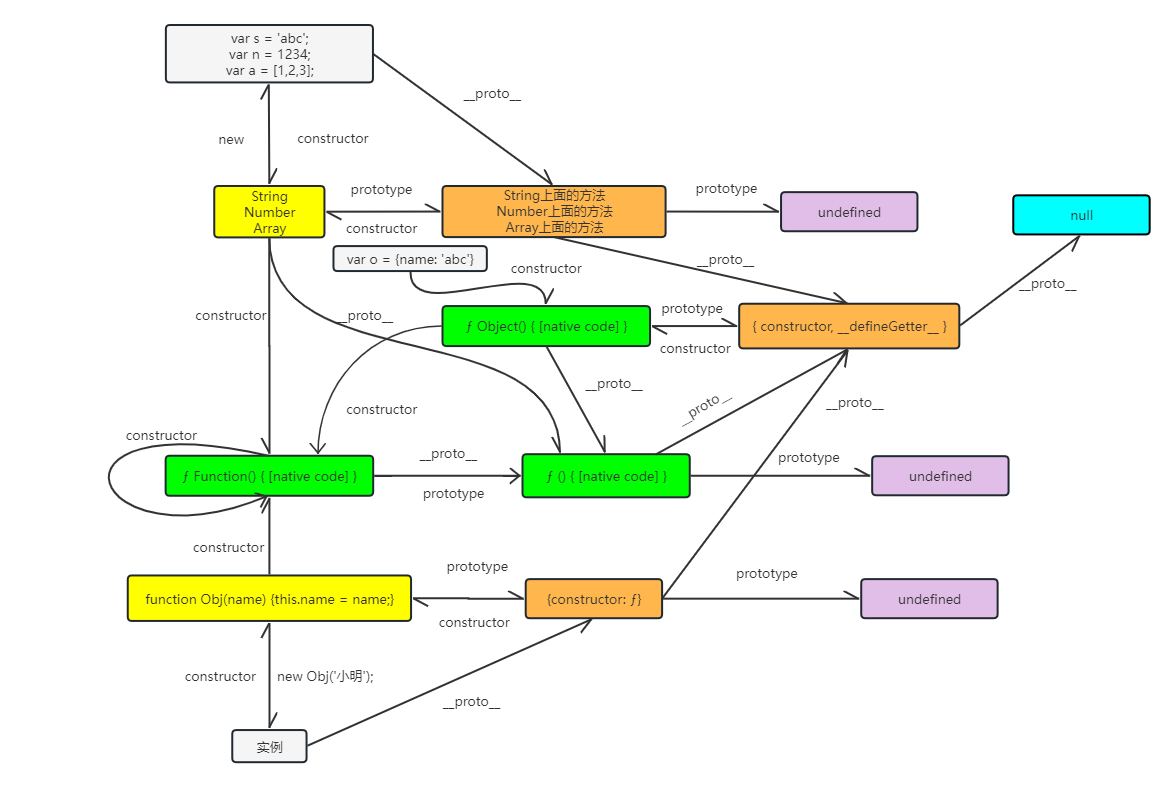 var s = 'abc';
var n = 1234;
var a = [1,2,3];
__proto__
new
constructor
String
Number
Array
prototype
constructor
String上面的方法
Number上面的方法
Array上面的方法
prototype
undefined
null
var o = {name: 'abc'}
constructor
__proto__
__proto__
constructor
__proto__
ƒ Object() { [native code] }
prototype
constructor
{ constructor, __defineGetter__ }
__proto__
__proto__
__proto__
constructor
constructor
ƒ Function() { [native code] }
__proto__
prototype
ƒ () { [native code] }
prototype
undefined
constructor
function Obj(name) {this.name = name;}
prototype
constructor
{constructor: ƒ}
prototype
undefined
constructor
new Obj('小明');
__proto__
实例